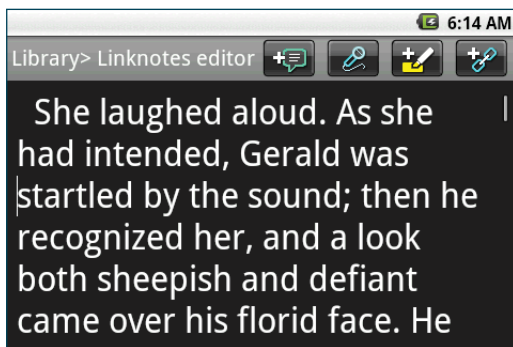 6:14 AM
Library> Linknotes editor
She laughed aloud. As she
had intended, Gerald was
startled by the sound; then he
recognized her, and a look
both sheepish and defiant
came over his florid face. He